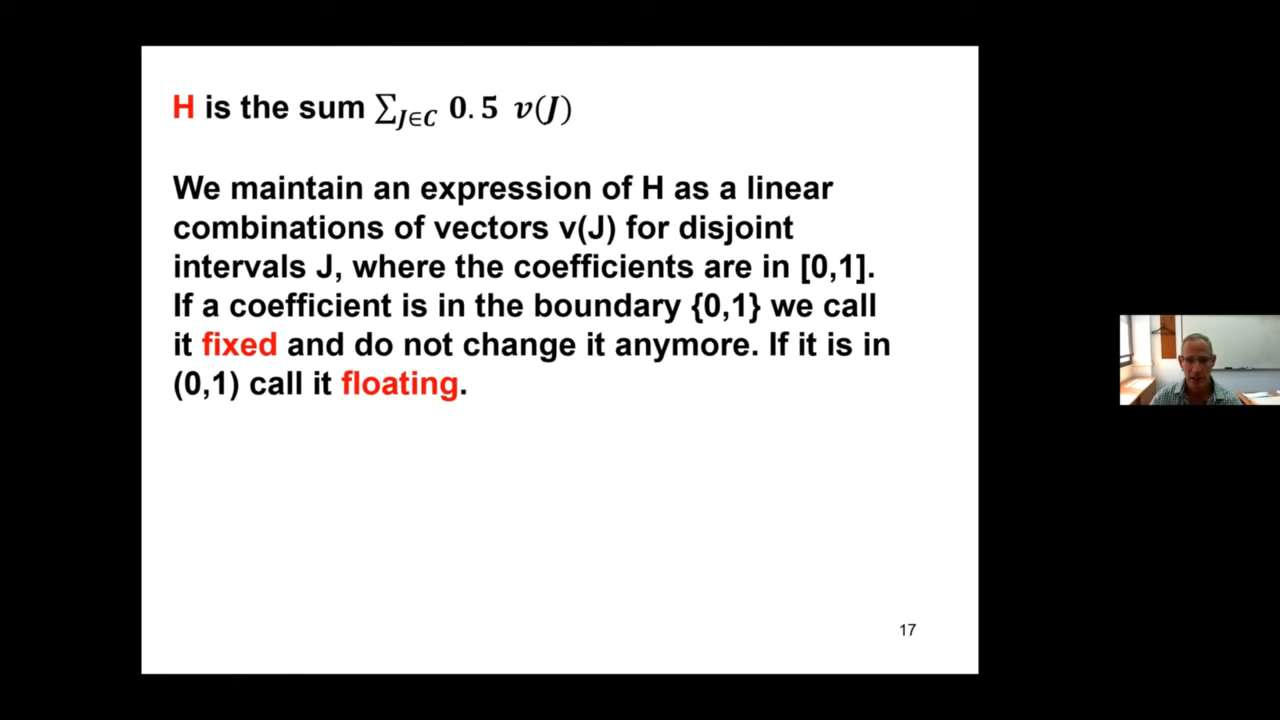 H is the sum ∑_{J∈C} 0.5 v(J)
We maintain an expression of H as a linear
combinations of vectors v(J) for disjoint
intervals J, where the coefficients are in [0,1].
If a coefficient is in the boundary {0,1} we call
it fixed and do not change it anymore. If it is in
(0,1) call it floating.
17